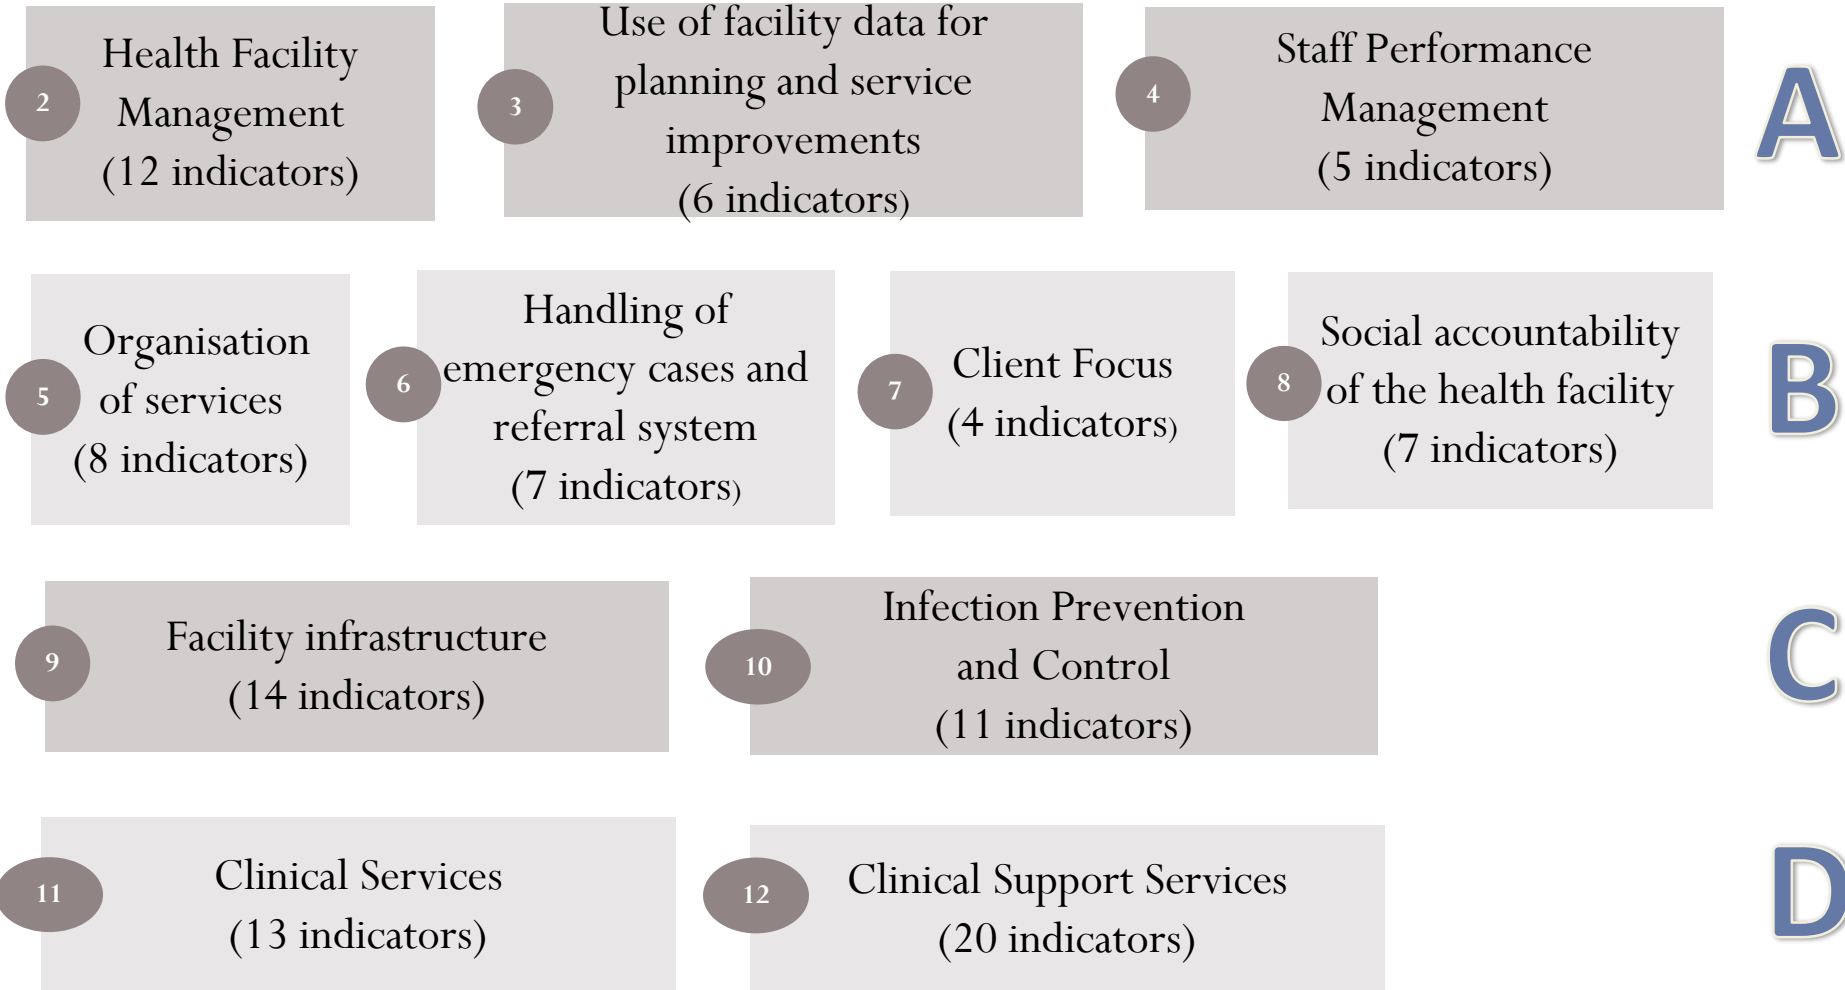 2
Health Facility
Management
(12 indicators)
3
Use of facility data for
planning and service
improvements
(6 indicators)
4
Staff Performance
Management
(5 indicators)
A
5
Organisation
of services
(8 indicators)
6
Handling of
emergency cases and
referral system
(7 indicators)
7
Client Focus
(4 indicators)
8
Social accountability
of the health facility
(7 indicators)
B
9
Facility infrastructure
(14 indicators)
10
Infection Prevention
and Control
(11 indicators)
C
11
Clinical Services
(13 indicators)
12
Clinical Support Services
(20 indicators)
D